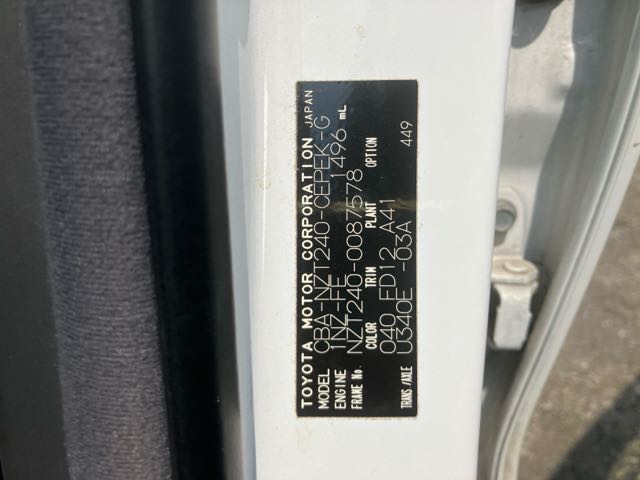 TOYOTA MOTOR CORPORATION JAPAN
MODEL CBA-NZT240-CEPEK-G
ENGINE 1NZ-FE 1496 mL
FRAME No. NZT240-0087578
COLOR TRIM PLANT OPTION
040 FD12 A41
TRANS/AXLE U340E -03A 449